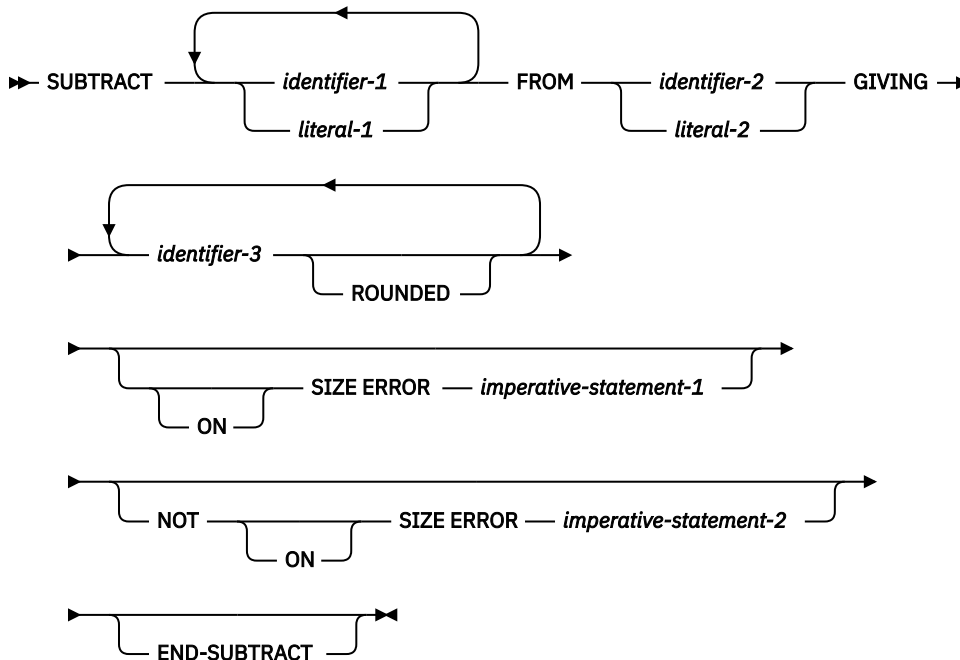 SUBTRACT identifier-1 FROM identifier-2 GIVING
literal-1 literal-2
identifier-3
ROUNDED
SIZE ERROR imperative-statement-1
ON
NOT SIZE ERROR imperative-statement-2
ON
END-SUBTRACT